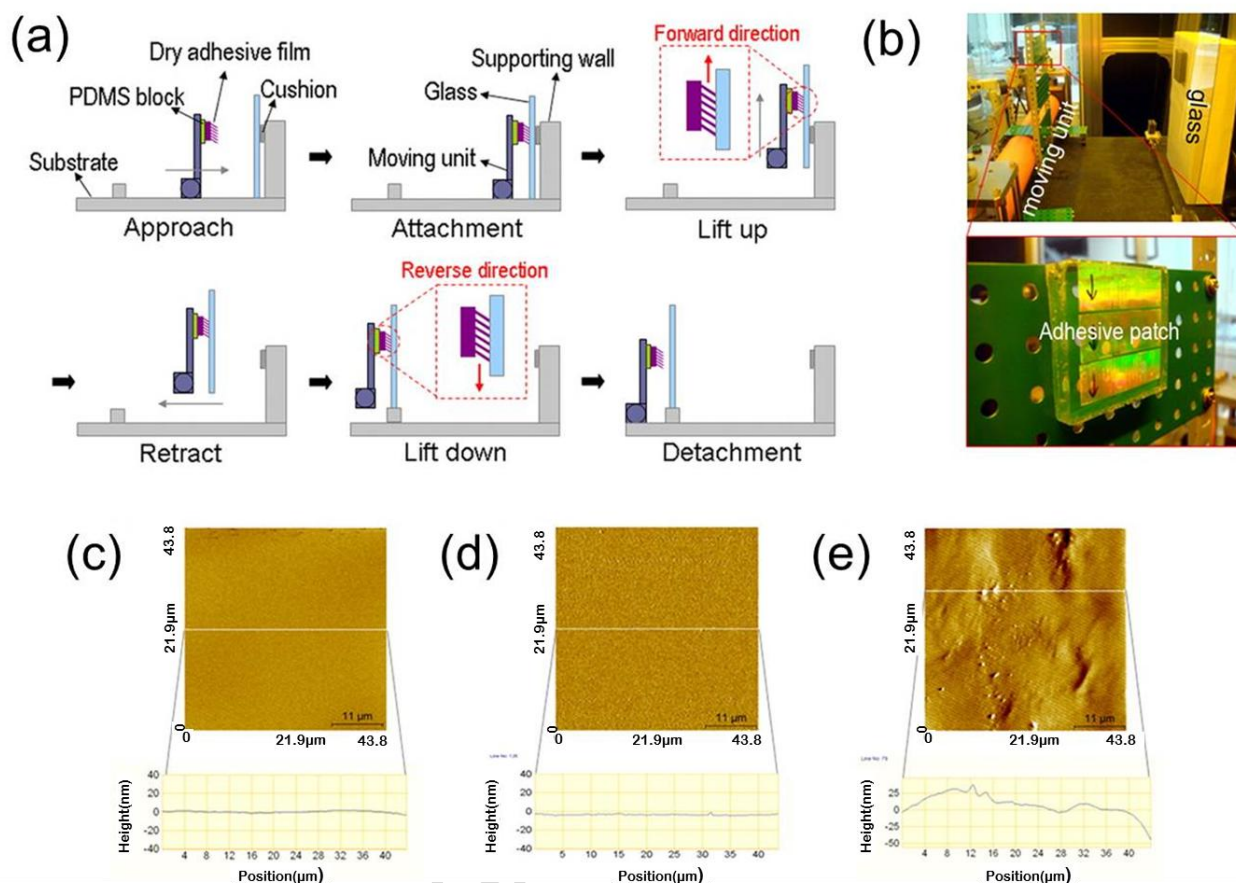 (a)
Dry adhesive film
PDMS block
Cushion
Substrate
Approach
Supporting wall
Glass
Moving unit
Attachment
Forward direction
Lift up
Retract
Reverse direction
Lift down
Detachment
(b)
moving unit
glass
Adhesive patch
(c)
43.8
21.9μm
0
11 μm
0 21.9μm 43.8
Height(nm)
40
20
0
-20
-40
4 8 12 16 20 24 28 32 36 40
Position(μm)
(d)
43.8
21.9μm
0
11 μm
0 21.9μm 43.8
Height(nm)
40
20
0
-20
-40
5 10 15 20 25 30 35 40
Position(μm)
(e)
43.8
21.9μm
0
11 μm
0 21.9μm 43.8
Height(nm)
25
0
-25
-50
4 8 12 16 20 24 28 32 36 40
Position(μm)